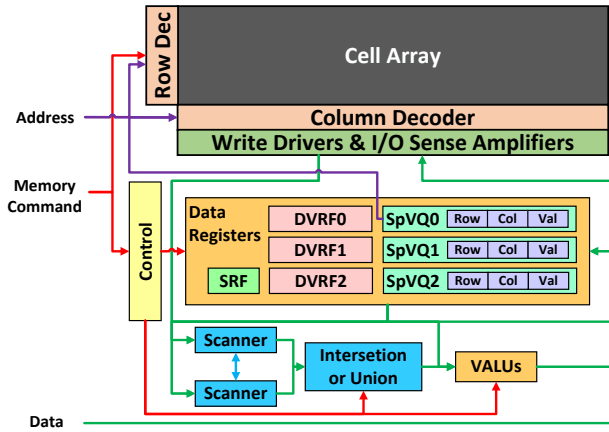 Row Dec
Cell Array
Address
Column Decoder
Write Drivers & I/O Sense Amplifiers
Memory
Command
Control
Data
Registers
DVRF0
SpVQ0 Row Col Val
DVRF1
SpVQ1 Row Col Val
SRF
DVRF2
SpVQ2 Row Col Val
Scanner
Intersetion
or Union
VALUs
Scanner
Data